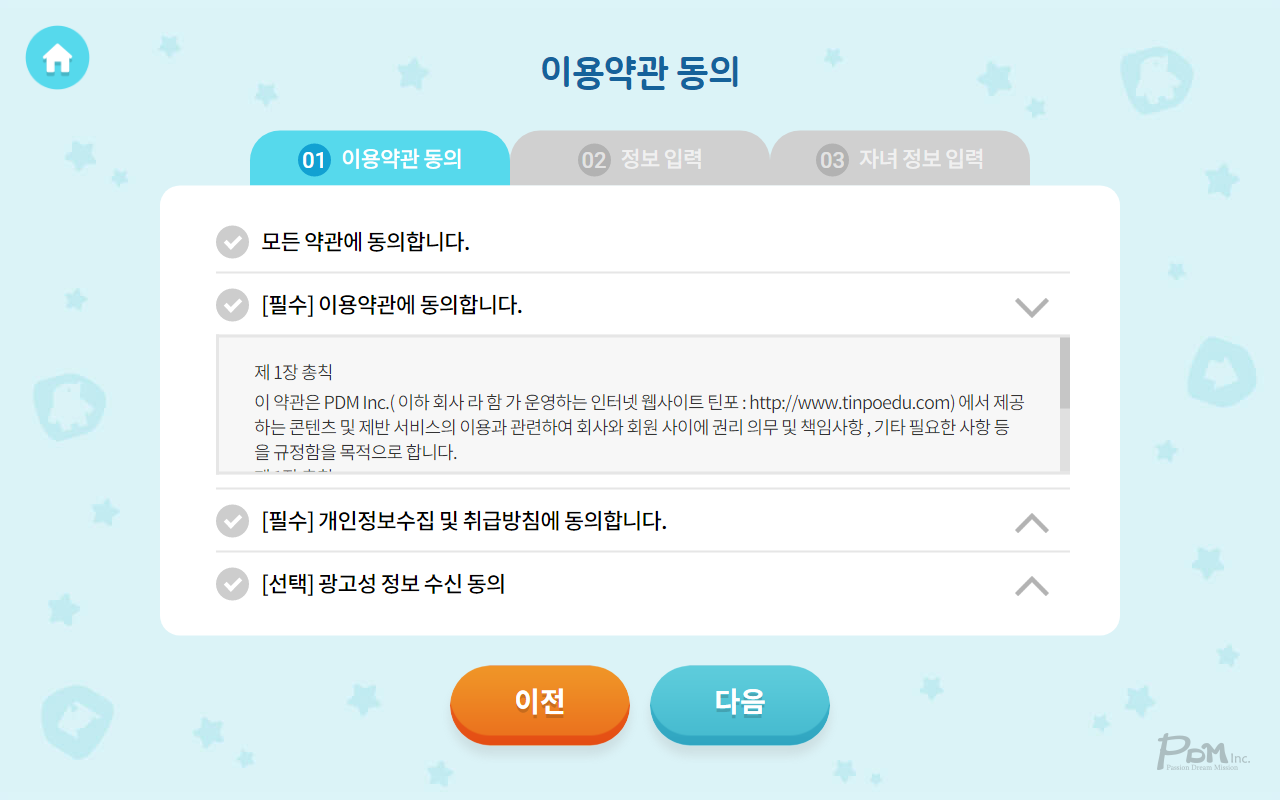 이용약관 동의
01 이용약관 동의
02 정보 입력
03 자녀 정보 입력
모든 약관에 동의합니다.
[필수] 이용약관에 동의합니다.
제 1장 총칙
이 약관은 PDM Inc.( 이하 회사 라 함 가 운영하는 인터넷 웹사이트 틴포 : http://www.tinpoedu.com) 에서 제공
하는 콘텐츠 및 제반 서비스의 이용과 관련하여 회사와 회원 사이에 권리 의무 및 책임사항 , 기타 필요한 사항 등
을 규정함을 목적으로 합니다.
[필수] 개인정보수집 및 취급방침에 동의합니다.
[선택] 광고성 정보 수신 동의
이전
다음
PDM Inc.
Passion Dream Mission